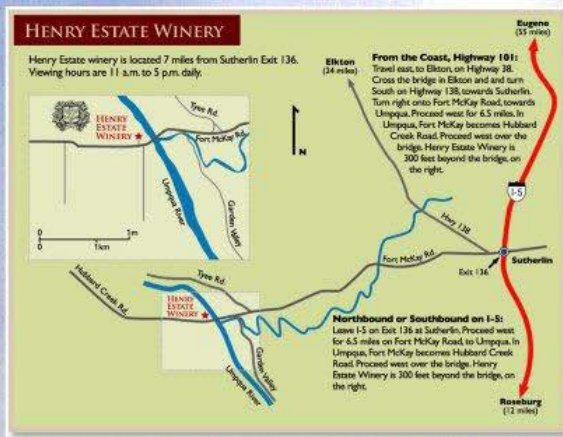 HENRY ESTATE WINERY
Henry Estate winery is located 7 miles from Sutherlin Exit 136.
Viewing hours are 11 a.m. to 5 p.m. daily.
Tyee Rd.
HENRY
ESTATE
WINERY
Fort McKay Rd.
Umpqua River
Garden Valley
0
1m
0
1km
N
Elkton
(24 miles)
Eugene
(55 miles)
From the Coast, Highway 101:
Travel east, to Elkton, on Highway 38.
Cross the bridge in Elkton and and turn
South on Highway 138, towards Sutherlin.
Turn right onto Fort McKay Road, towards
Umpqua. Proceed west for 6.5 miles. In
Umpqua, Fort McKay becomes Hubbard
Creek Road. Proceed west over the
bridge. Henry Estate Winery is
300 feet beyond the bridge, on
the right.
I-5
Hwy 138
Fort McKay Rd.
Sutherlin
Exit 136
Hubbard Creek Rd.
Tyee Rd.
HENRY
ESTATE
WINERY
Garden Valley
Umpqua River
Northbound or Southbound on I-5:
Leave I-5 on Exit 136 at Sutherlin. Proceed west
for 6.5 miles on Fort McKay Road, to Umpqua. In
Umpqua, Fort McKay becomes Hubbard Creek
Road. Proceed west over the bridge. Henry
Estate Winery is 300 feet beyond the bridge, on
the right.
Roseburg
(12 miles)